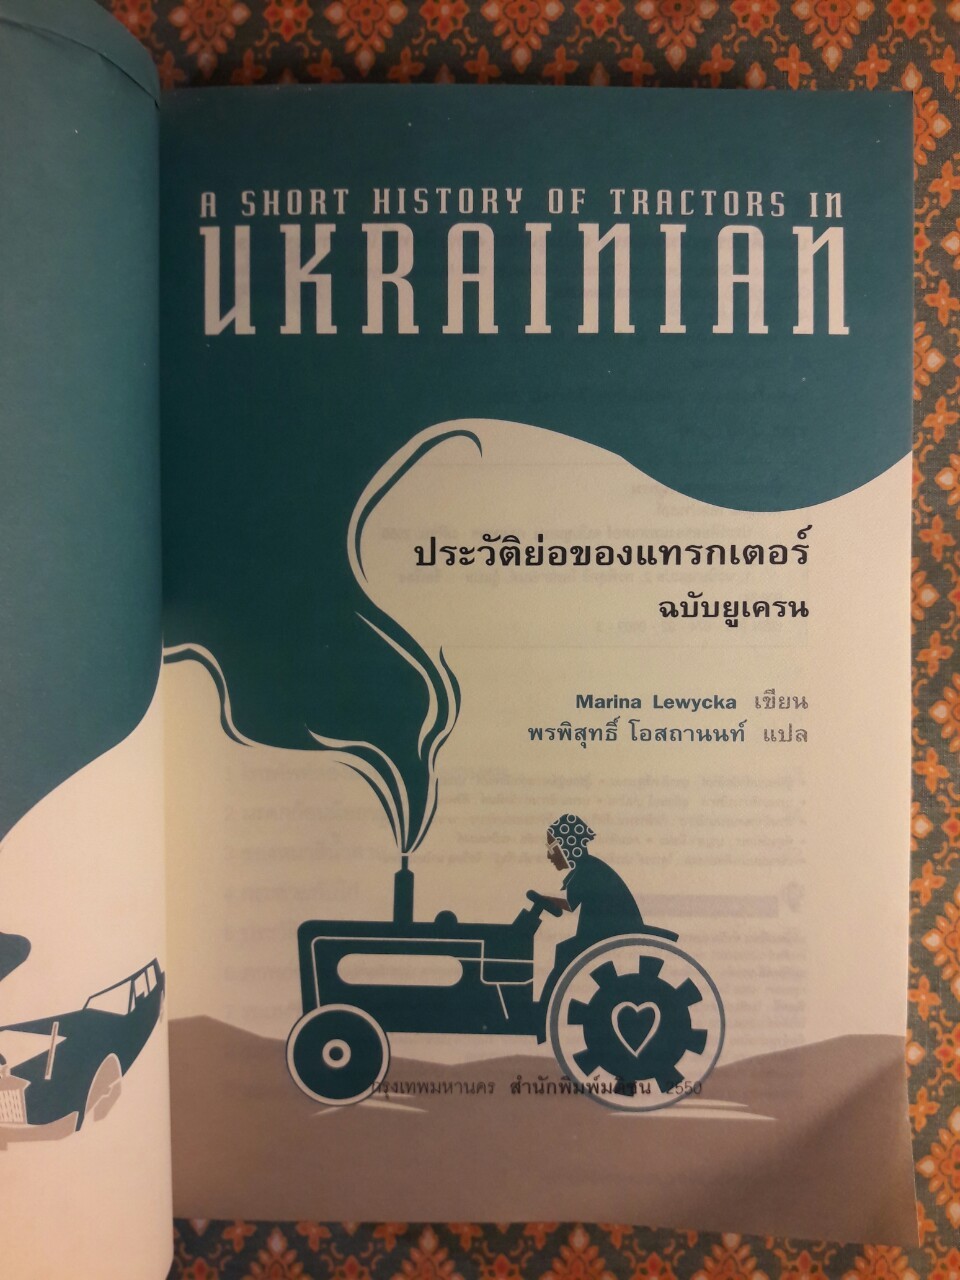 A SHORT HISTORY OF TRACTORS IN
UKRAINIAN
ประวัติย่อของแทรกเตอร์
ฉบับยูเครน
Marina Lewycka เขียน
พรพิสุทธิ์ โอสถานนท์ แปล
กรุงเทพมหานคร สำนักพิมพ์มติชน 2550